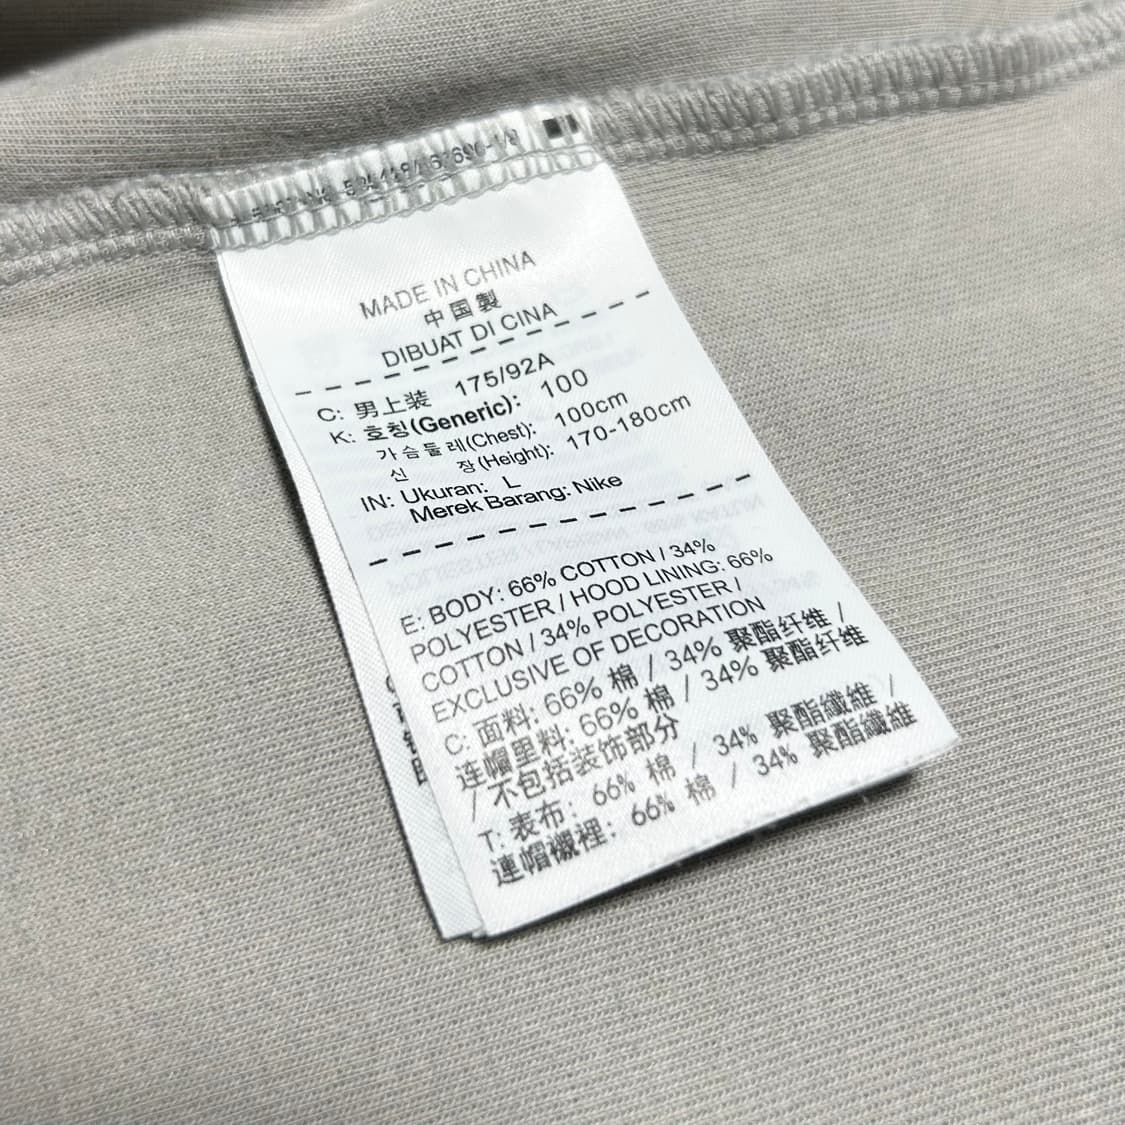 MADE IN CHINA
中国製
DIBUAT DI CINA
C: 男上装 175/92A
K: 호칭(Generic): 100
가슴둘레(Chest): 100cm
신 장(Height): 170-180cm
IN: Ukuran: L
Merek Barang: Nike
E: BODY: 66% COTTON / 34%
POLYESTER / HOOD LINING: 66%
COTTON / 34% POLYESTER /
EXCLUSIVE OF DECORATION
C: 面料: 66% 棉 / 34% 聚酯纤维 /
连帽里料: 66% 棉 / 34% 聚酯纤维
/ 不包括装饰部分
T: 表布: 66% 棉 / 34% 聚酯纖維 /
連帽襯裡: 66% 棉 / 34% 聚酯纖維